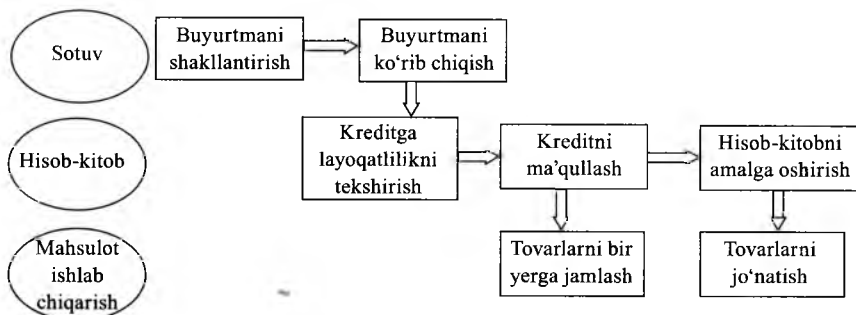 Sotuv
Buyurtmani
shakllantirish
Buyurtmani
ko‘rib chiqish
Hisob-kitob
Kreditga
layoqatlilikni
tekshirish
Kreditni
ma’qullash
Hisob-kitobni
amalga oshirish
Mahsulot
ishlab
chiqarish
Tovarlarni bir
yerga jamlash
Tovarlarni
jo‘natish